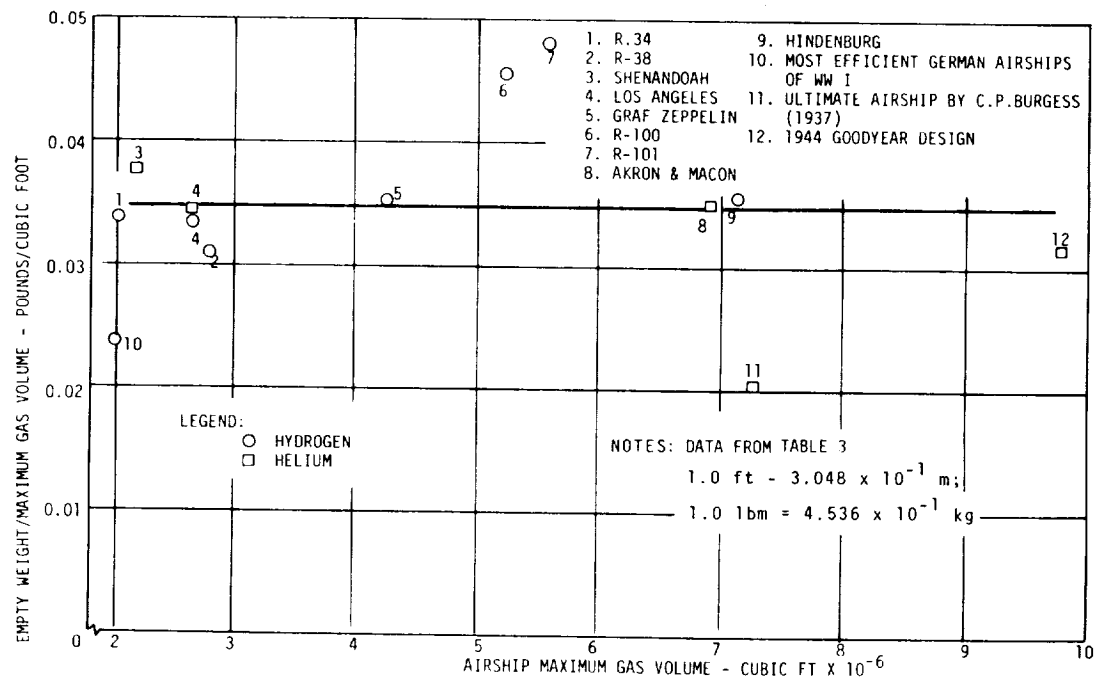 0.05
0.04
0.03
0.02
0.01
0
EMPTY WEIGHT/MAXIMUM GAS VOLUME - POUNDS/CUBIC FOOT
1. R.34
2. R-38
3. SHENANDOAH
4. LOS ANGELES
5. GRAF ZEPPELIN
6. R-100
7. R-101
8. AKRON & MACON
9. HINDENBURG
10. MOST EFFICIENT GERMAN AIRSHIPS
OF WW I
11. ULTIMATE AIRSHIP BY C.P.BURGESS
(1937)
12. 1944 GOODYEAR DESIGN
7
6
3
1
4
5
4
2
8
9
12
10
11
LEGEND:
○ HYDROGEN
□ HELIUM
NOTES: DATA FROM TABLE 3
1.0 ft - 3.048 x 10⁻¹ m;
1.0 lbm = 4.536 x 10⁻¹ kg
2 3 4 5 6 7 8 9 10
AIRSHIP MAXIMUM GAS VOLUME - CUBIC FT X 10⁻⁶